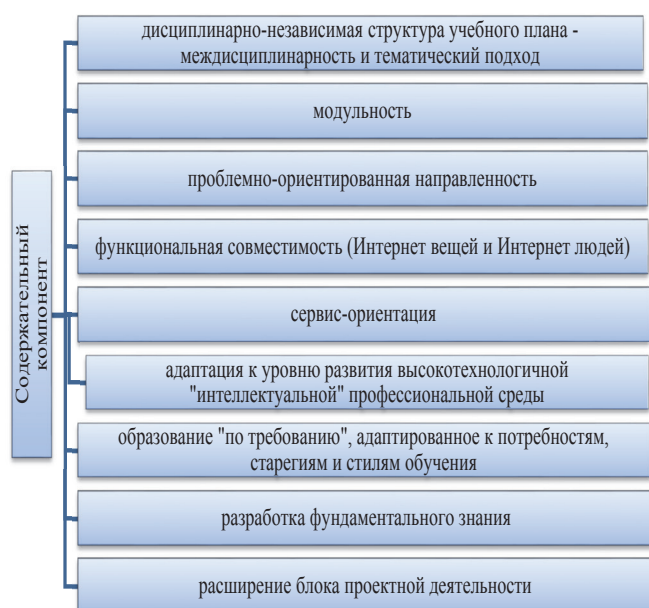 Содержательный
компонент
дисциплинарно-независимая структура учебного плана -
междисциплинарность и тематический подход
модульность
проблемно-ориентированная направленность
функциональная совместимость (Интернет вещей и Интернет людей)
сервис-ориентация
адаптация к уровню развития высокотехнологичной
"интеллектуальной" профессиональной среды
образование "по требованию", адаптированное к потребностям,
старегиям и стилям обучения
разработка фундаментального знания
расширение блока проектной деятельности